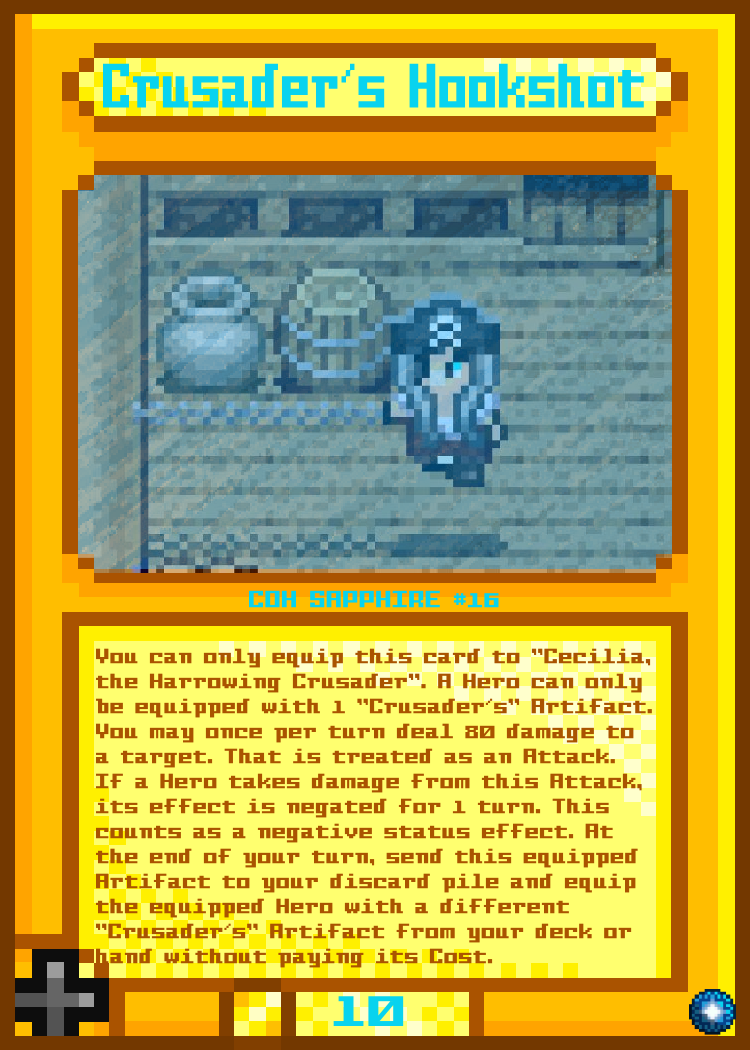 Crusader's Hookshot
COH SAPPHIRE #16
You can only equip this card to "Cecilia,
the Harrowing Crusader". A Hero can only
be equipped with 1 "Crusader's" Artifact.
You may once per turn deal 80 damage to
a target. That is treated as an Attack.
If a Hero takes damage from this Attack,
its effect is negated for 1 turn. This
counts as a negative status effect. At
the end of your turn, send this equipped
Artifact to your discard pile and equip
the equipped Hero with a different
"Crusader's" Artifact from your deck or
hand without paying its Cost.
10